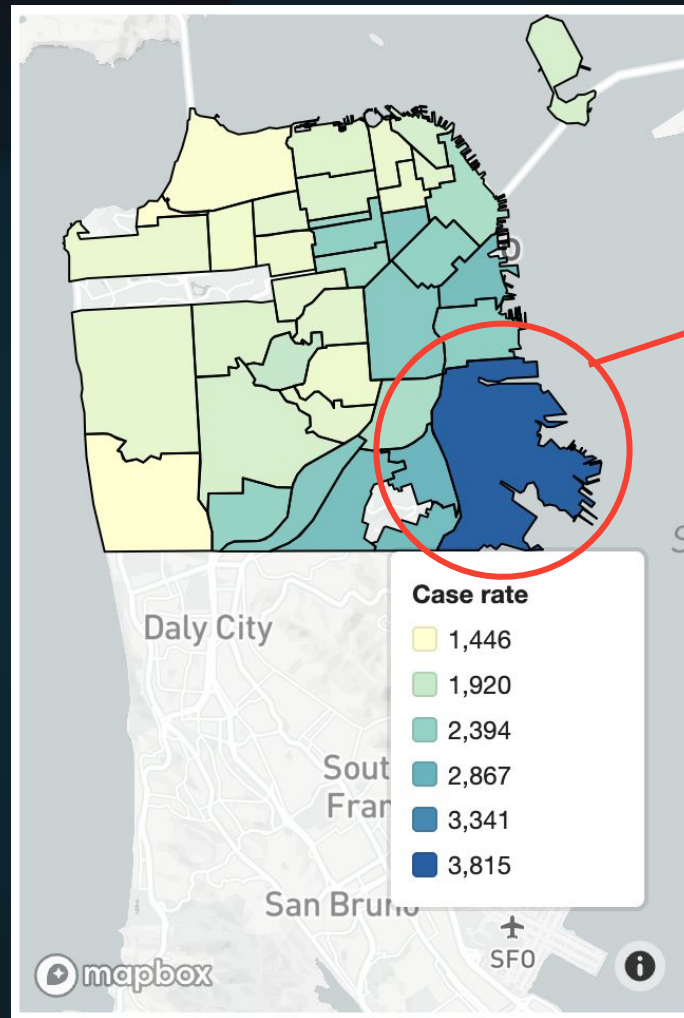 Daly City
Case rate
1,446
1,920
2,394
2,867
3,341
3,815
Sout
Fran
San Bruno
SFO
mapbox
i